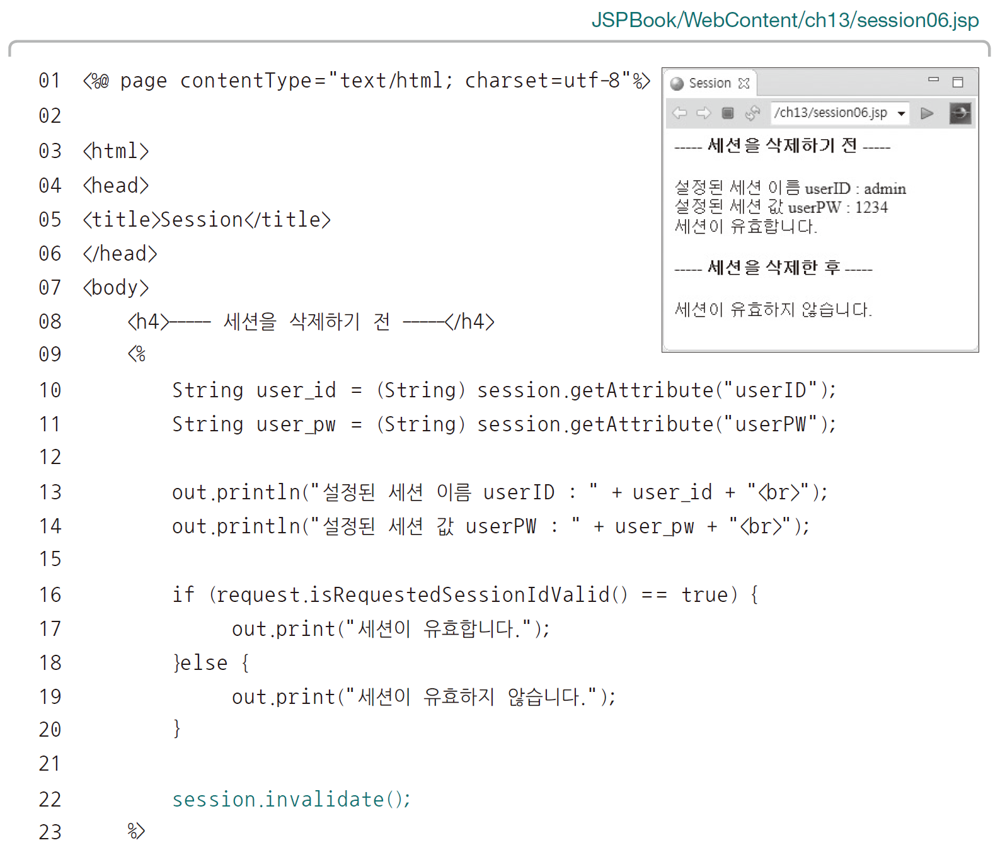 JSPBook/WebContent/ch13/session06.jsp
01 <%@ page contentType="text/html; charset=utf-8"%>
02
03 <html>
04 <head>
05 <title>Session</title>
06 </head>
07 <body>
08 <h4>----- 세션을 삭제하기 전 -----</h4>
09 <%
10 String user_id = (String) session.getAttribute("userID");
11 String user_pw = (String) session.getAttribute("userPW");
12
13 out.println("설정된 세션 이름 userID : " + user_id + "<br>");
14 out.println("설정된 세션 값 userPW : " + user_pw + "<br>");
15
16 if (request.isRequestedSessionIdValid() == true) {
17 out.print("세션이 유효합니다.");
18 }else {
19 out.print("세션이 유효하지 않습니다.");
20 }
21
22 session.invalidate();
23 %>
Session
/ch13/session06.jsp
----- 세션을 삭제하기 전 -----
설정된 세션 이름 userID : admin
설정된 세션 값 userPW : 1234
세션이 유효합니다.
----- 세션을 삭제한 후 -----
세션이 유효하지 않습니다.